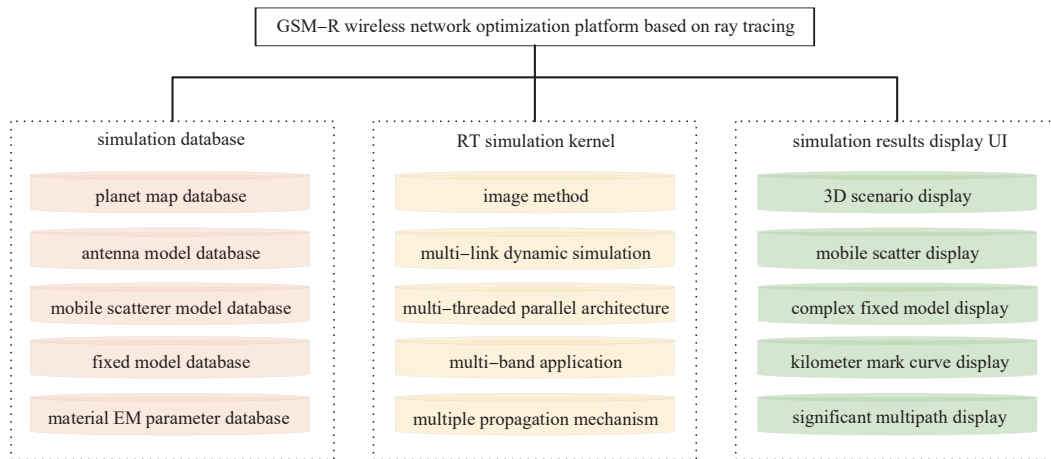 GSM-R wireless network optimization platform based on ray tracing
simulation database
planet map database
antenna model database
mobile scatterer model database
fixed model database
material EM parameter database
RT simulation kernel
image method
multi-link dynamic simulation
multi-threaded parallel architecture
multi-band application
multiple propagation mechanism
simulation results display UI
3D scenario display
mobile scatter display
complex fixed model display
kilometer mark curve display
significant multipath display